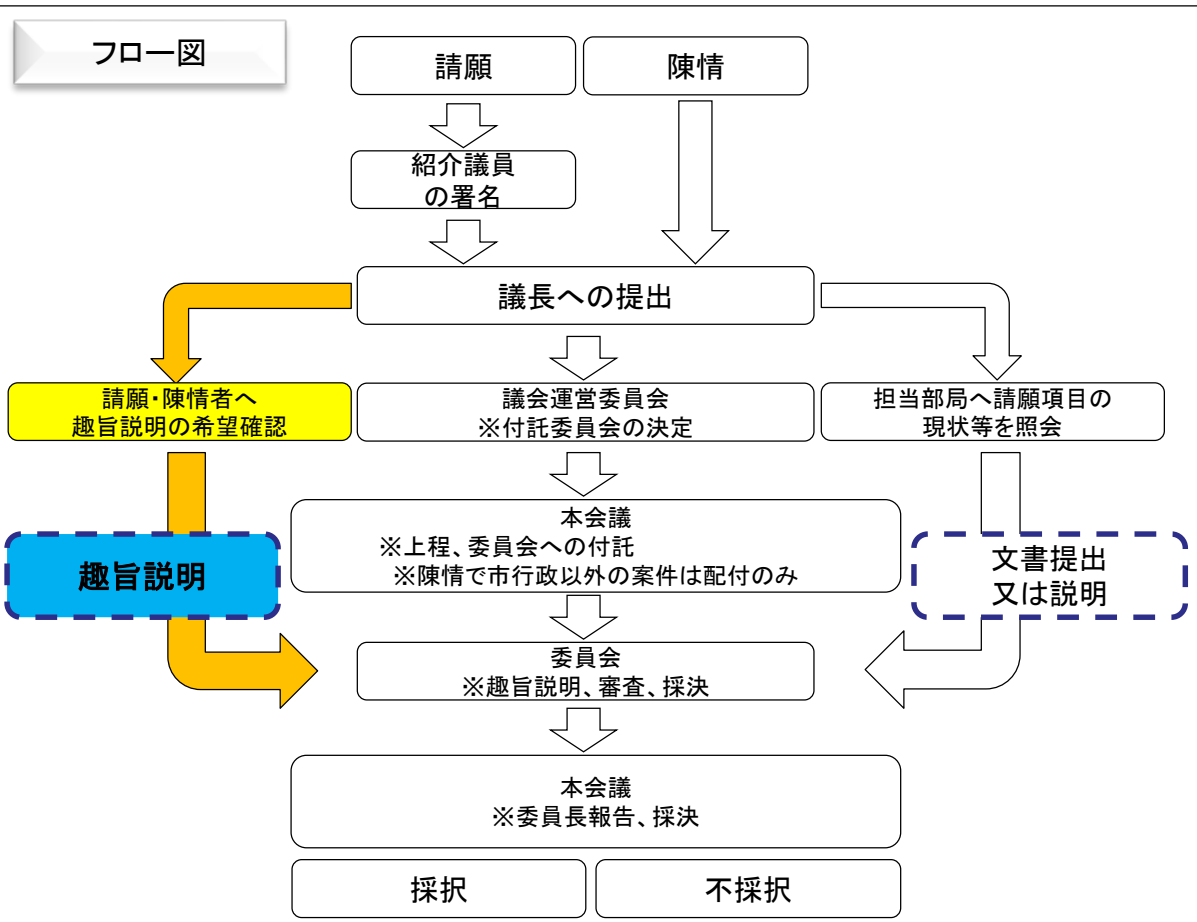 フロー図
請願
陳情
紹介議員
の署名
議長への提出
請願・陳情者へ
趣旨説明の希望確認
議会運営委員会
※付託委員会の決定
担当部局へ請願項目の
現状等を照会
本会議
※上程、委員会への付託
※陳情で市行政以外の案件は配付のみ
趣旨説明
文書提出
又は説明
委員会
※趣旨説明、審査、採決
本会議
※委員長報告、採決
採択
不採択